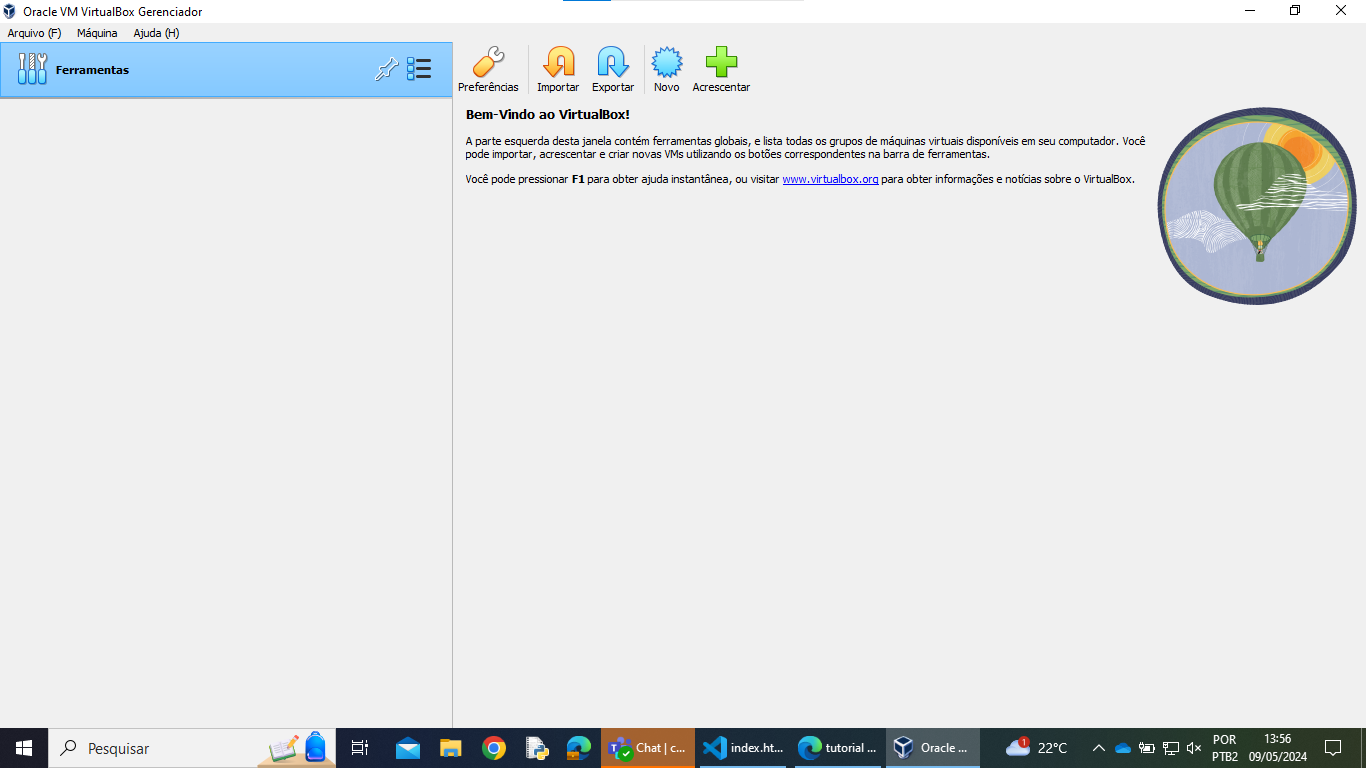 Oracle VM VirtualBox Gerenciador
Arquivo (F) Máquina Ajuda (H)
Ferramentas
Preferências Importar Exportar Novo Acrescentar
Bem-Vindo ao VirtualBox!
A parte esquerda desta janela contém ferramentas globais, e lista todas os grupos de máquinas virtuais disponíveis em seu computador. Você
pode importar, acrescentar e criar novas VMs utilizando os botões correspondentes na barra de ferramentas.
Você pode pressionar F1 para obter ajuda instantânea, ou visitar www.virtualbox.org para obter informações e notícias sobre o VirtualBox.
Pesquisar
Chat | c...
index.ht...
tutorial ...
Oracle ...
1
22°C
POR
PTB2
13:56
09/05/2024